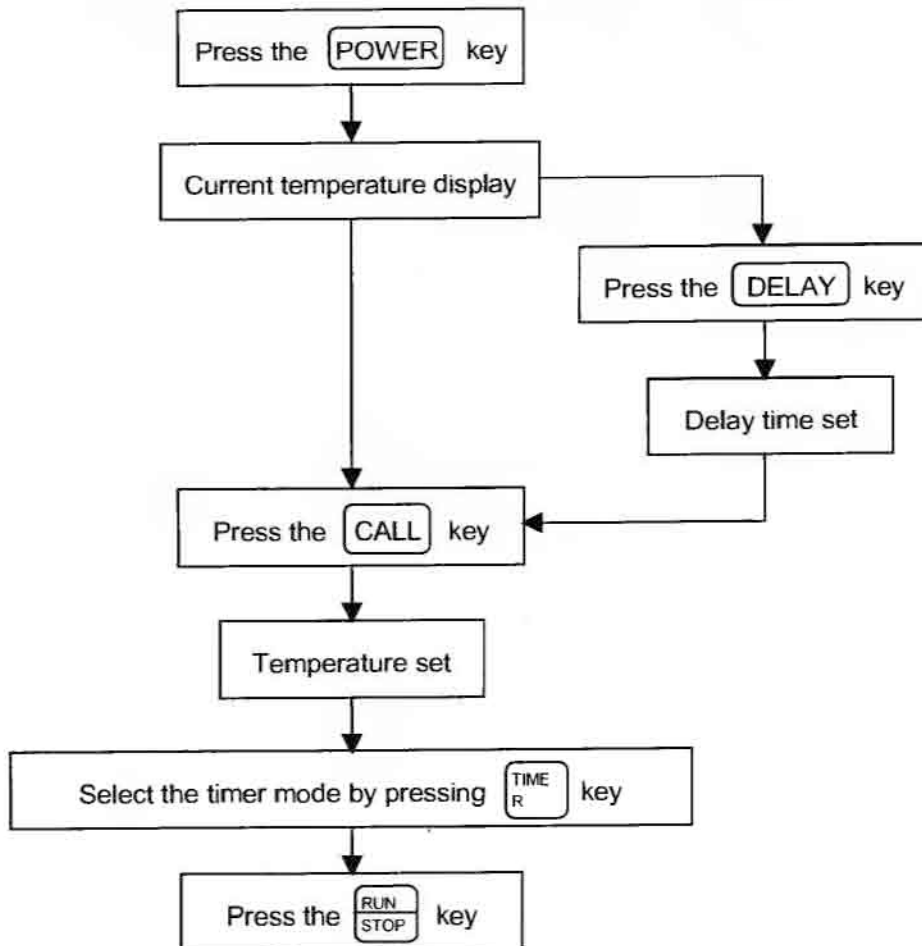 Press the POWER key
Current temperature display
Press the DELAY key
Delay time set
Press the CALL key
Temperature set
Select the timer mode by pressing TIME R key
Press the RUN STOP key